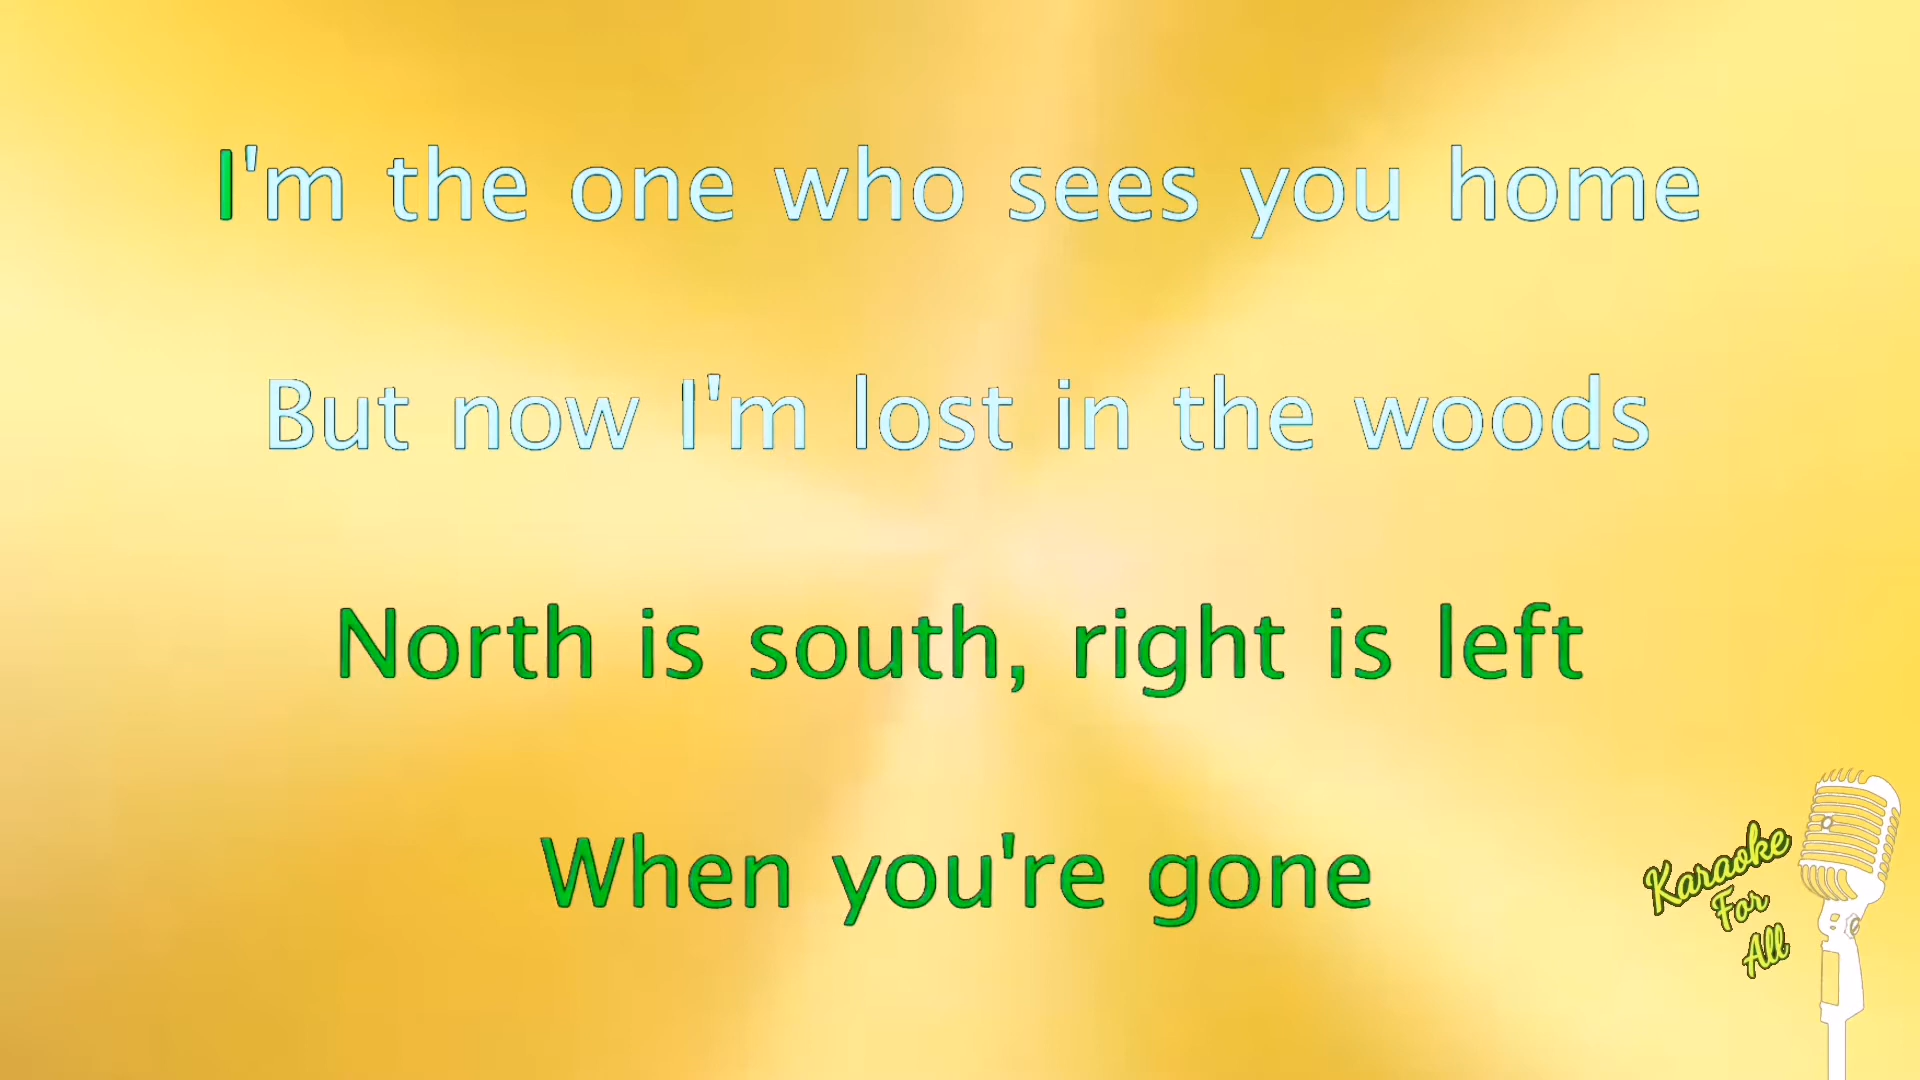 I'm the one who sees you home
But now I'm lost in the woods
North is south, right is left
When you're gone
Karaoke
For
All